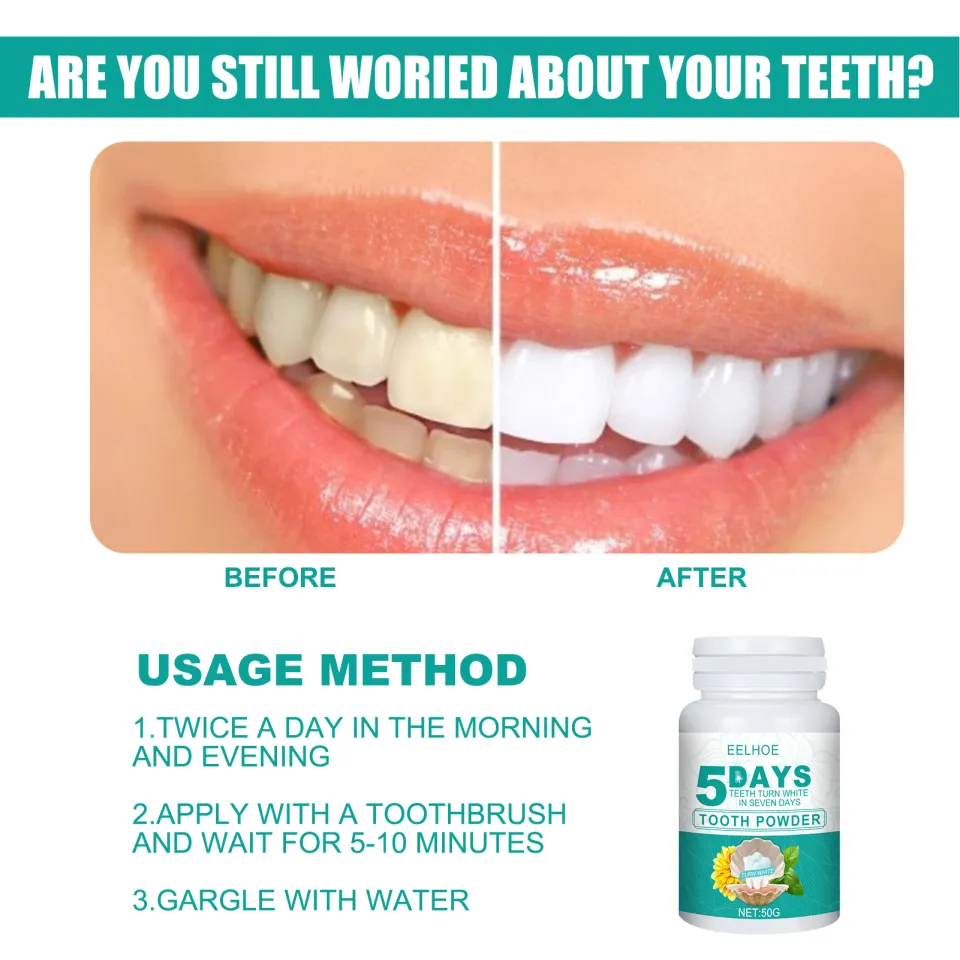 ARE YOU STILL WORIED ABOUT YOUR TEETH?
BEFORE
AFTER
USAGE METHOD
1.TWICE A DAY IN THE MORNING
AND EVENING
2.APPLY WITH A TOOTHBRUSH
AND WAIT FOR 5-10 MINUTES
3.GARGLE WITH WATER
EELHOE
5DAYS
TEETH TURN WHITE
IN SEVEN DAYS
TOOTH POWDER
TURN WHITE
NET:50G